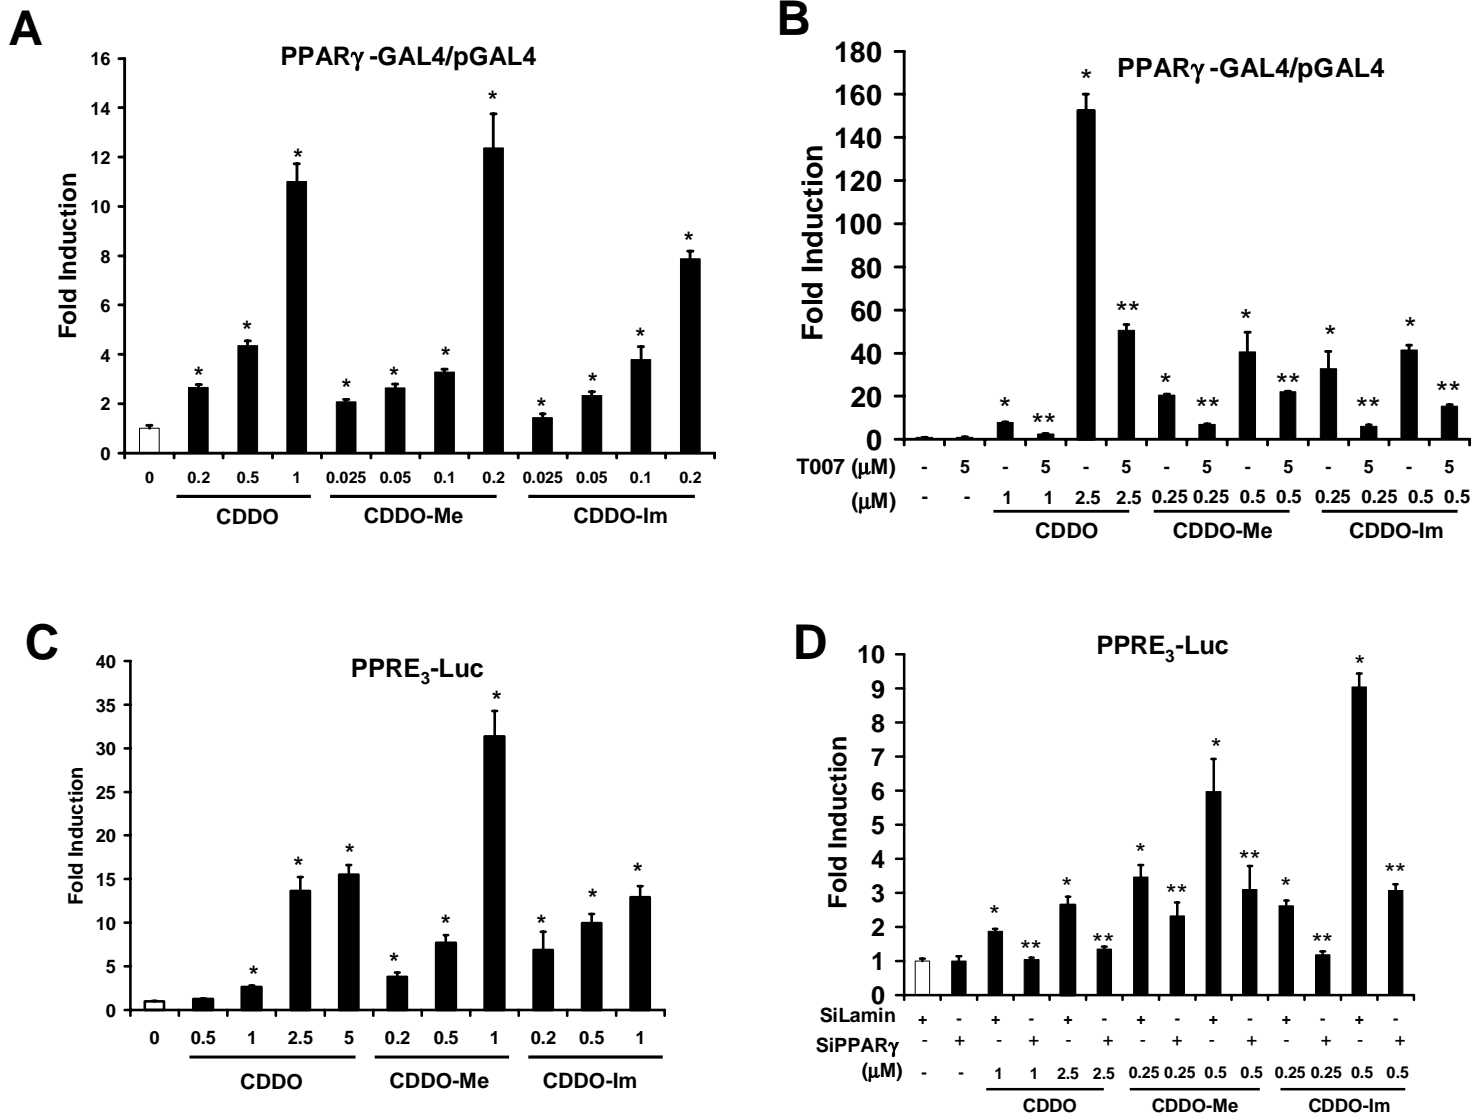 A
PPARγ -GAL4/pGAL4
Fold Induction
16
14
12
10
8
6
4
2
0
* * * * * * * * * * *
0 0.2 0.5 1 0.025 0.05 0.1 0.2 0.025 0.05 0.1 0.2
CDDO CDDO-Me CDDO-Im
B
PPARγ -GAL4/pGAL4
Fold Induction
180
160
140
120
100
80
60
40
20
0
* ** * ** * ** * ** * ** * **
T007 (μM) - 5 - 5 - 5 - 5 - 5 - 5 - 5
(μM) - - 1 1 2.5 2.5 0.25 0.25 0.5 0.5 0.25 0.25 0.5 0.5
CDDO CDDO-Me CDDO-Im
C
PPRE3-Luc
Fold Induction
40
35
30
25
20
15
10
5
0
* * * * * * * * *
0 0.5 1 2.5 5 0.2 0.5 1 0.2 0.5 1
CDDO CDDO-Me CDDO-Im
D
PPRE3-Luc
Fold Induction
10
9
8
7
6
5
4
3
2
1
0
* ** * ** * ** * ** * ** * **
SiLamin + - + - + - + - + - + - + -
SiPPARγ - + - + - + - + - + - + - +
(μM) - - 1 1 2.5 2.5 0.25 0.25 0.5 0.5 0.25 0.25 0.5 0.5
CDDO CDDO-Me CDDO-Im